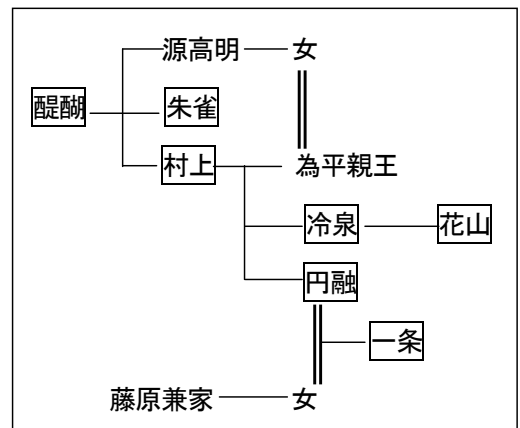 源高明 女
醍醐 朱雀
村上 為平親王
冷泉 花山
円融
一条
藤原兼家 女